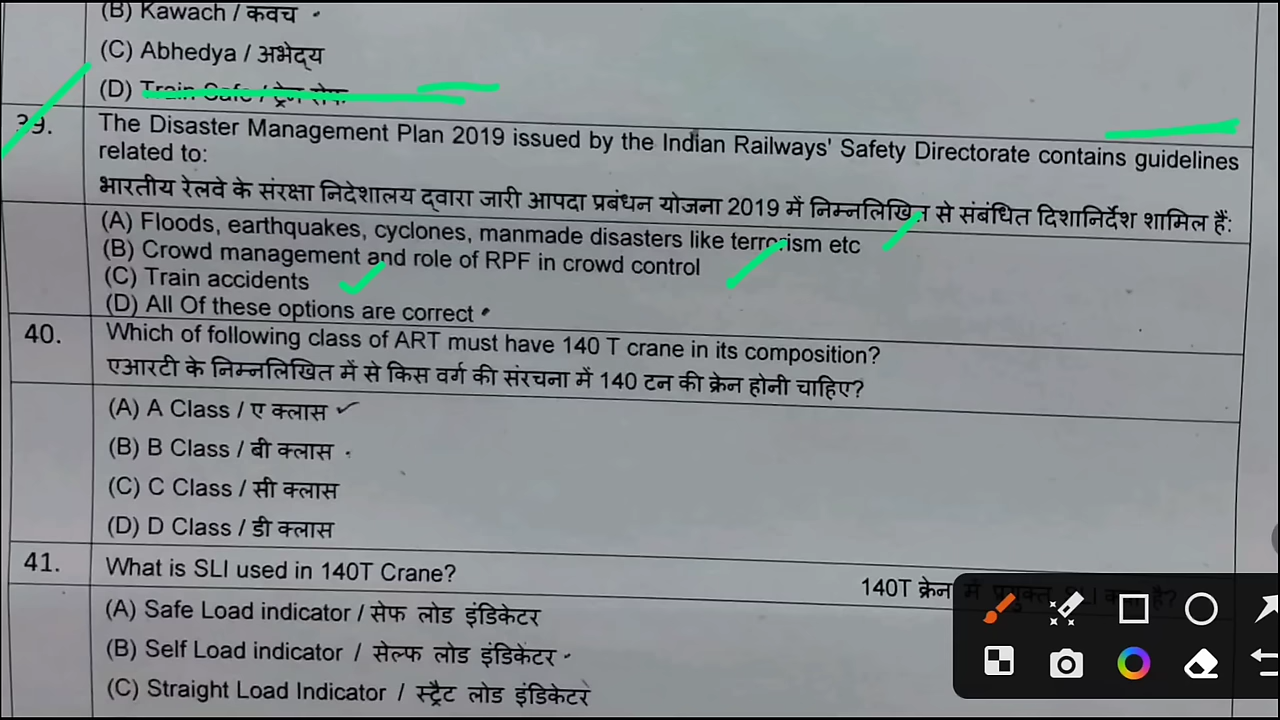 (B) Kawach / कवच
(C) Abhedya / अभेद्य
(D) Train Safe / ट्रेन सेफ
39.
The Disaster Management Plan 2019 issued by the Indian Railways' Safety Directorate contains guidelines
related to:
भारतीय रेलवे के संरक्षा निदेशालय द्वारा जारी आपदा प्रबंधन योजना 2019 में निम्नलिखित से संबंधित दिशानिर्देश शामिल हैं:
(A) Floods, earthquakes, cyclones, manmade disasters like terrorism etc
(B) Crowd management and role of RPF in crowd control
(C) Train accidents
(D) All Of these options are correct
40.
Which of following class of ART must have 140 T crane in its composition?
एआरटी के निम्नलिखित में से किस वर्ग की संरचना में 140 टन की क्रेन होनी चाहिए?
(A) A Class / ए क्लास
(B) B Class / बी क्लास
(C) C Class / सी क्लास
(D) D Class / डी क्लास
41.
What is SLI used in 140T Crane?
140T क्रेन में प्रयुक्त SLI क्या है?
(A) Safe Load indicator / सेफ लोड इंडिकेटर
(B) Self Load indicator / सेल्फ लोड इंडिकेटर
(C) Straight Load Indicator / स्ट्रैट लोड इंडिकेटर